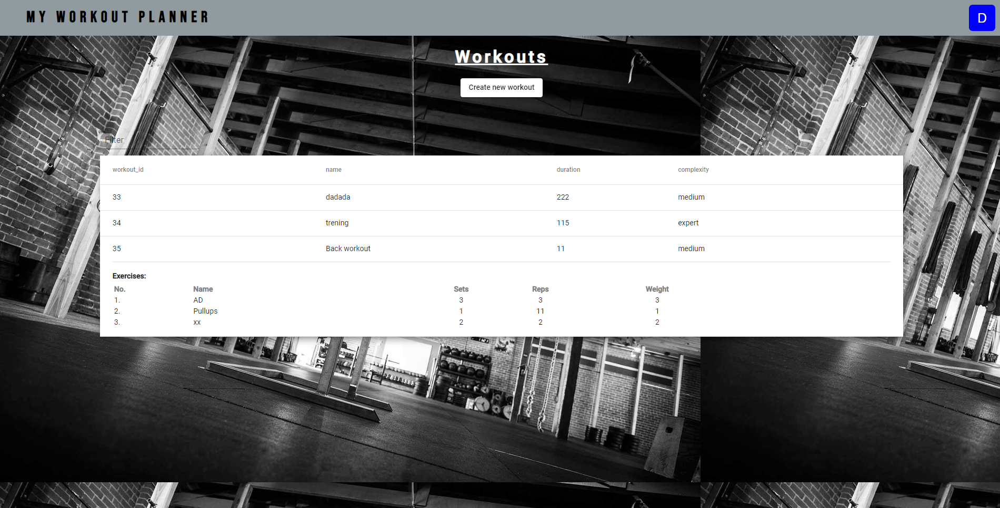 MY WORKOUT PLANNER
D
Workouts
Create new workout
Filter
workout_id name duration complexity
33 dadada 222 medium
34 trening 115 expert
35 Back workout 11 medium
Exercises:
No. Name Sets Reps Weight
1. AD 3 3 3
2. Pullups 1 11 1
3. xx 2 2 2